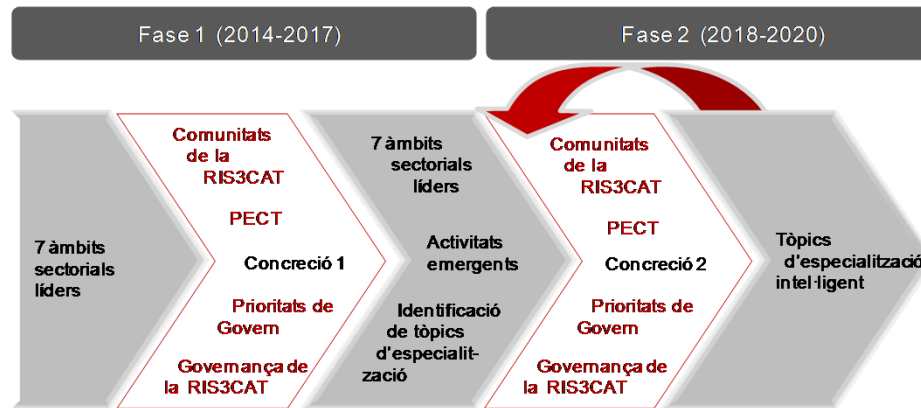 Fase 1 (2014-2017)
Fase 2 (2018-2020)
7 àmbits
sectorials
líders
Comunitats
de la
RIS3CAT
PECT
Concreció 1
Prioritats de
Govern
Governança de
la RIS3CAT
7 àmbits
sectorials
líders
Activitats
emergents
Identificació
de tòpics
d'especialit-
zació
Comunitats
de la
RIS3CAT
PECT
Concreció 2
Prioritats de
Govern
Governança de
la RIS3CAT
Tòpics
d'especialització
intel·ligent